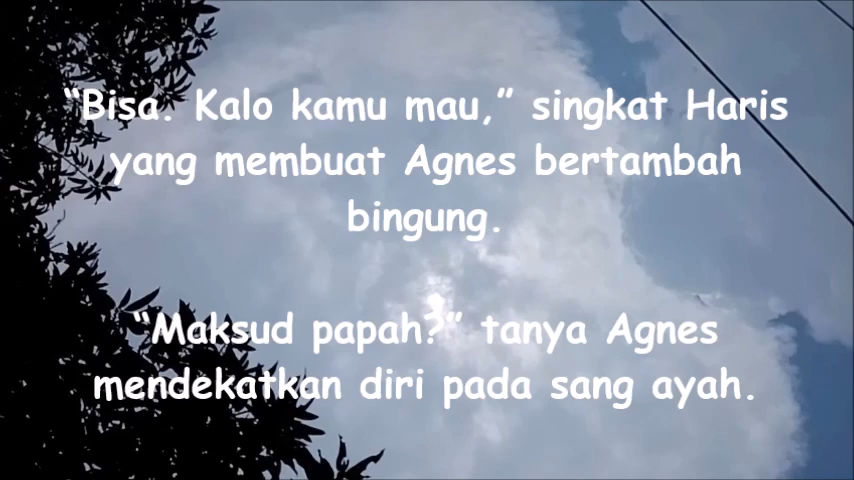 “Bisa. Kalo kamu mau,” singkat Haris
yang membuat Agnes bertambah
bingung.
“Maksud papah?” tanya Agnes
mendekatkan diri pada sang ayah.